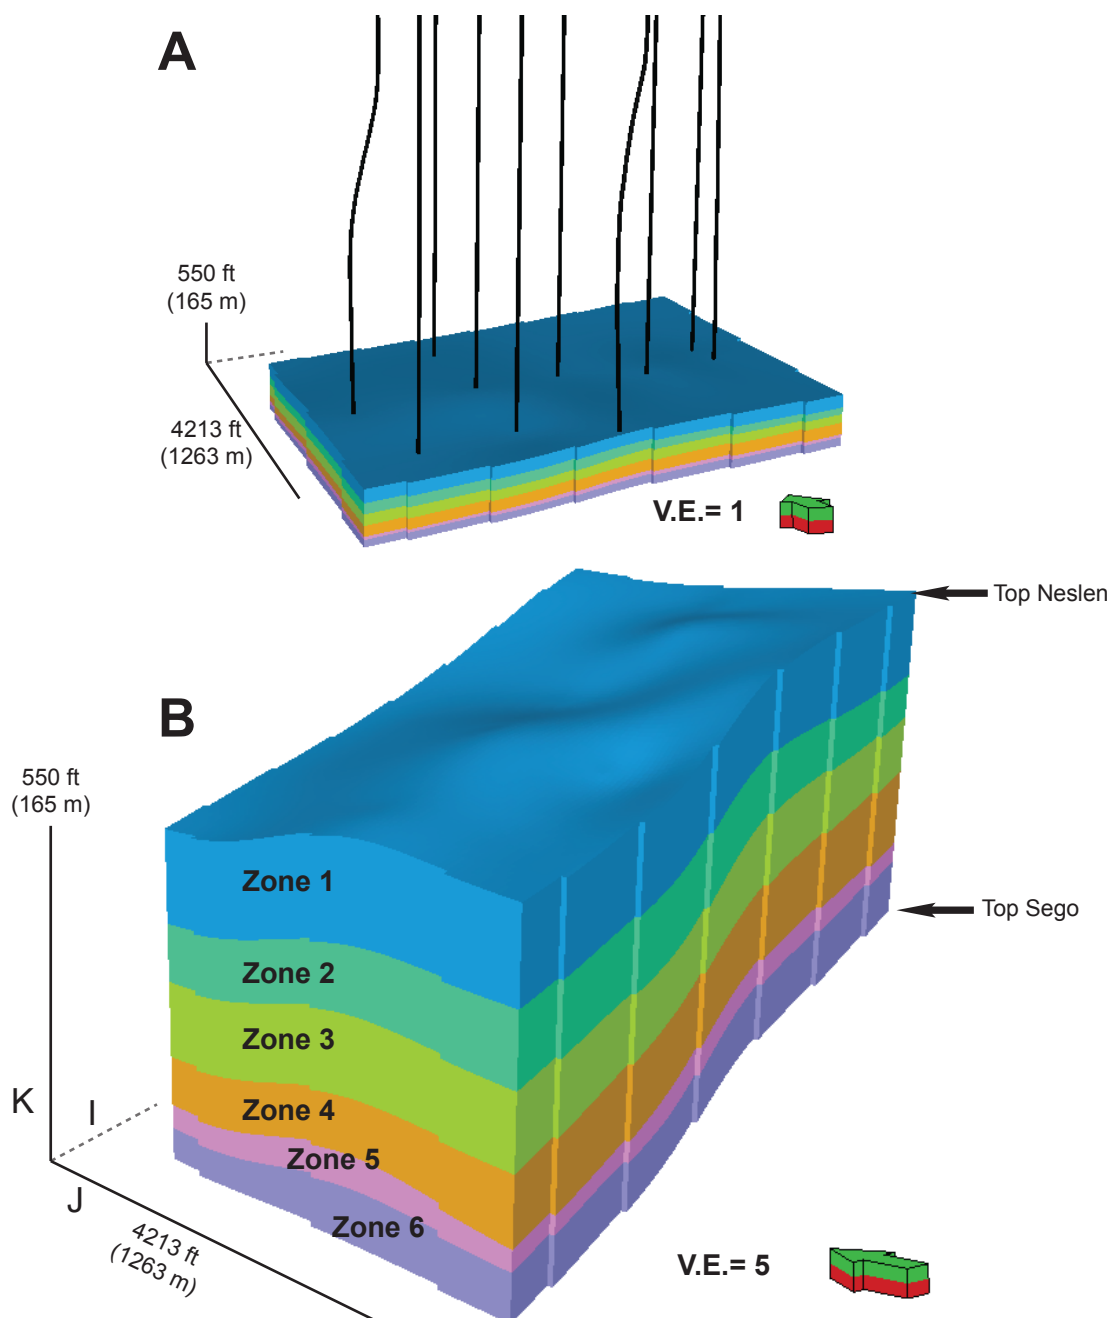 A
550 ft
(165 m)
4213 ft
(1263 m)
V.E.= 1
Top Neslen
B
550 ft
(165 m)
Zone 1
Top Sego
Zone 2
Zone 3
K
I
Zone 4
Zone 5
J
Zone 6
4213 ft
(1263 m)
V.E.= 5